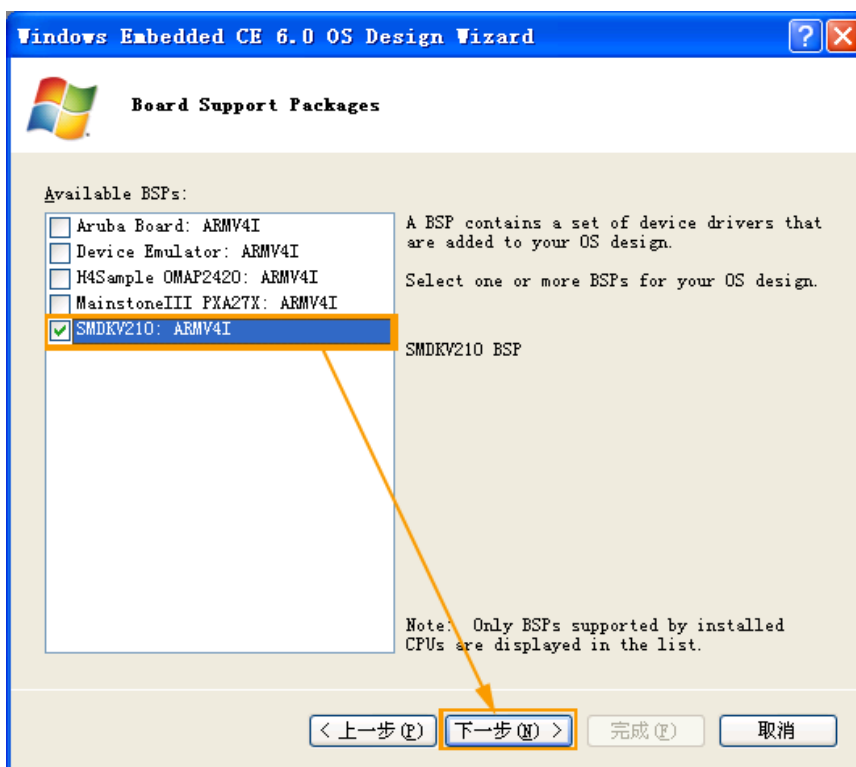 Windows Embedded CE 6.0 OS Design Wizard
Board Support Packages
Available BSPs:
Aruba Board: ARMV4I
Device Emulator: ARMV4I
H4Sample OMAP2420: ARMV4I
MainstoneIII PXA27X: ARMV4I
SMDKV210: ARMV4I
A BSP contains a set of device drivers that
are added to your OS design.
Select one or more BSPs for your OS design.
SMDKV210 BSP
Note: Only BSPs supported by installed
CPUs are displayed in the list.
< 上一步(P) 下一步(N) > 完成(F) 取消